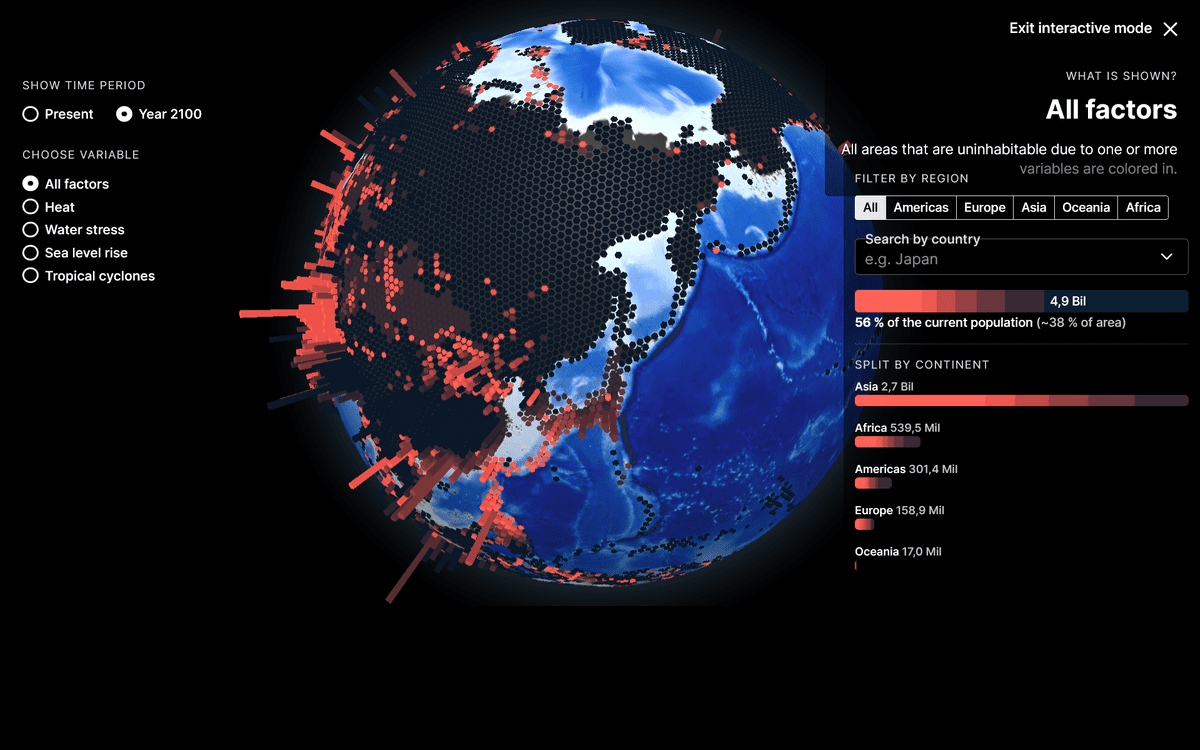 Exit interactive mode
SHOW TIME PERIOD
Present
Year 2100
CHOOSE VARIABLE
All factors
Heat
Water stress
Sea level rise
Tropical cyclones
WHAT IS SHOWN?
All factors
All areas that are uninhabitable due to one or more
variables are colored in.
FILTER BY REGION
All Americas Europe Asia Oceania Africa
Search by country
e.g. Japan
4,9 Bil
56 % of the current population (~38 % of area)
SPLIT BY CONTINENT
Asia 2,7 Bil
Africa 539,5 Mil
Americas 301,4 Mil
Europe 158,9 Mil
Oceania 17,0 Mil